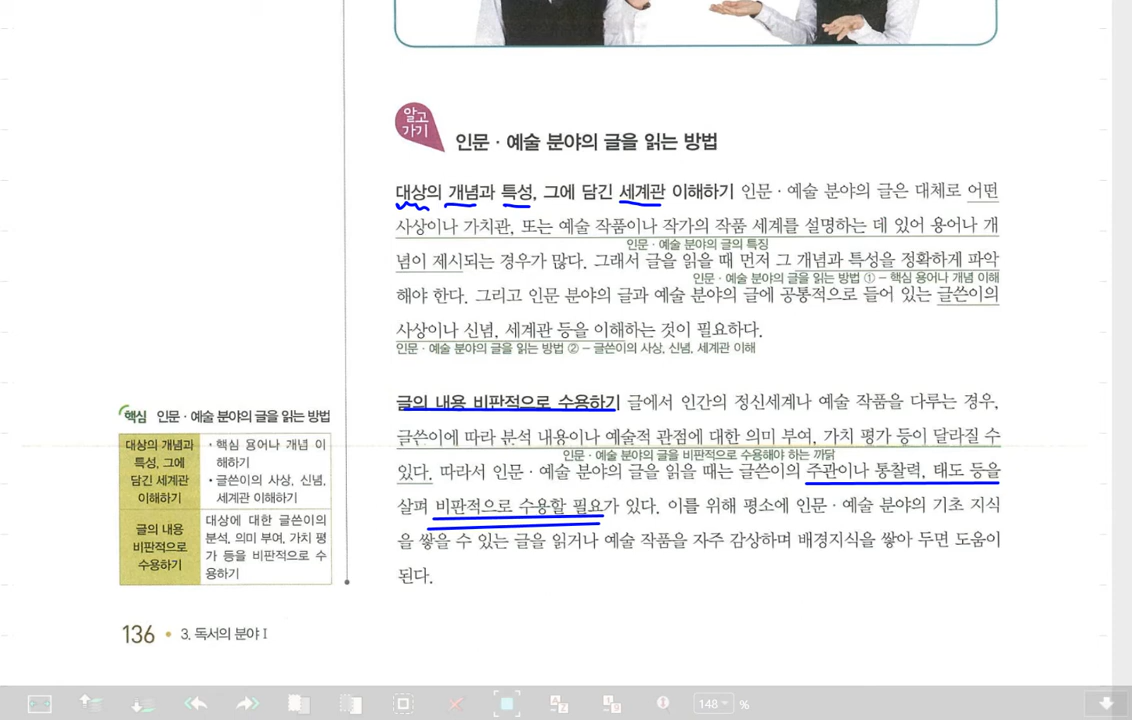 알고
가기
인문·예술 분야의 글을 읽는 방법
대상의 개념과 특성, 그에 담긴 세계관 이해하기 인문·예술 분야의 글은 대체로 어떤
사상이나 가치관, 또는 예술 작품이나 작가의 작품 세계를 설명하는 데 있어 용어나 개
인문·예술 분야의 글의 특징
념이 제시되는 경우가 많다. 그래서 글을 읽을 때 먼저 그 개념과 특성을 정확하게 파악
인문·예술 분야의 글을 읽는 방법 ① - 핵심 용어나 개념 이해
해야 한다. 그리고 인문 분야의 글과 예술 분야의 글에 공통적으로 들어 있는 글쓴이의
사상이나 신념, 세계관 등을 이해하는 것이 필요하다.
인문·예술 분야의 글을 읽는 방법 ② - 글쓴이의 사상, 신념, 세계관 이해
글의 내용 비판적으로 수용하기 글에서 인간의 정신세계나 예술 작품을 다루는 경우,
글쓴이에 따라 분석 내용이나 예술적 관점에 대한 의미 부여, 가치 평가 등이 달라질 수
인문·예술 분야의 글을 비판적으로 수용해야 하는 까닭
있다. 따라서 인문·예술 분야의 글을 읽을 때는 글쓴이의 주관이나 통찰력, 태도 등을
살펴 비판적으로 수용할 필요가 있다. 이를 위해 평소에 인문·예술 분야의 기초 지식
을 쌓을 수 있는 글을 읽거나 예술 작품을 자주 감상하며 배경지식을 쌓아 두면 도움이
된다.
핵심 인문·예술 분야의 글을 읽는 방법
대상의 개념과
특성, 그에
담긴 세계관
이해하기
· 핵심 용어나 개념 이
해하기
· 글쓴이의 사상, 신념,
세계관 이해하기
글의 내용
비판적으로
수용하기
대상에 대한 글쓴이의
분석, 의미 부여, 가치 평
가 등을 비판적으로 수
용하기
136 • 3. 독서의 분야 I
148 %